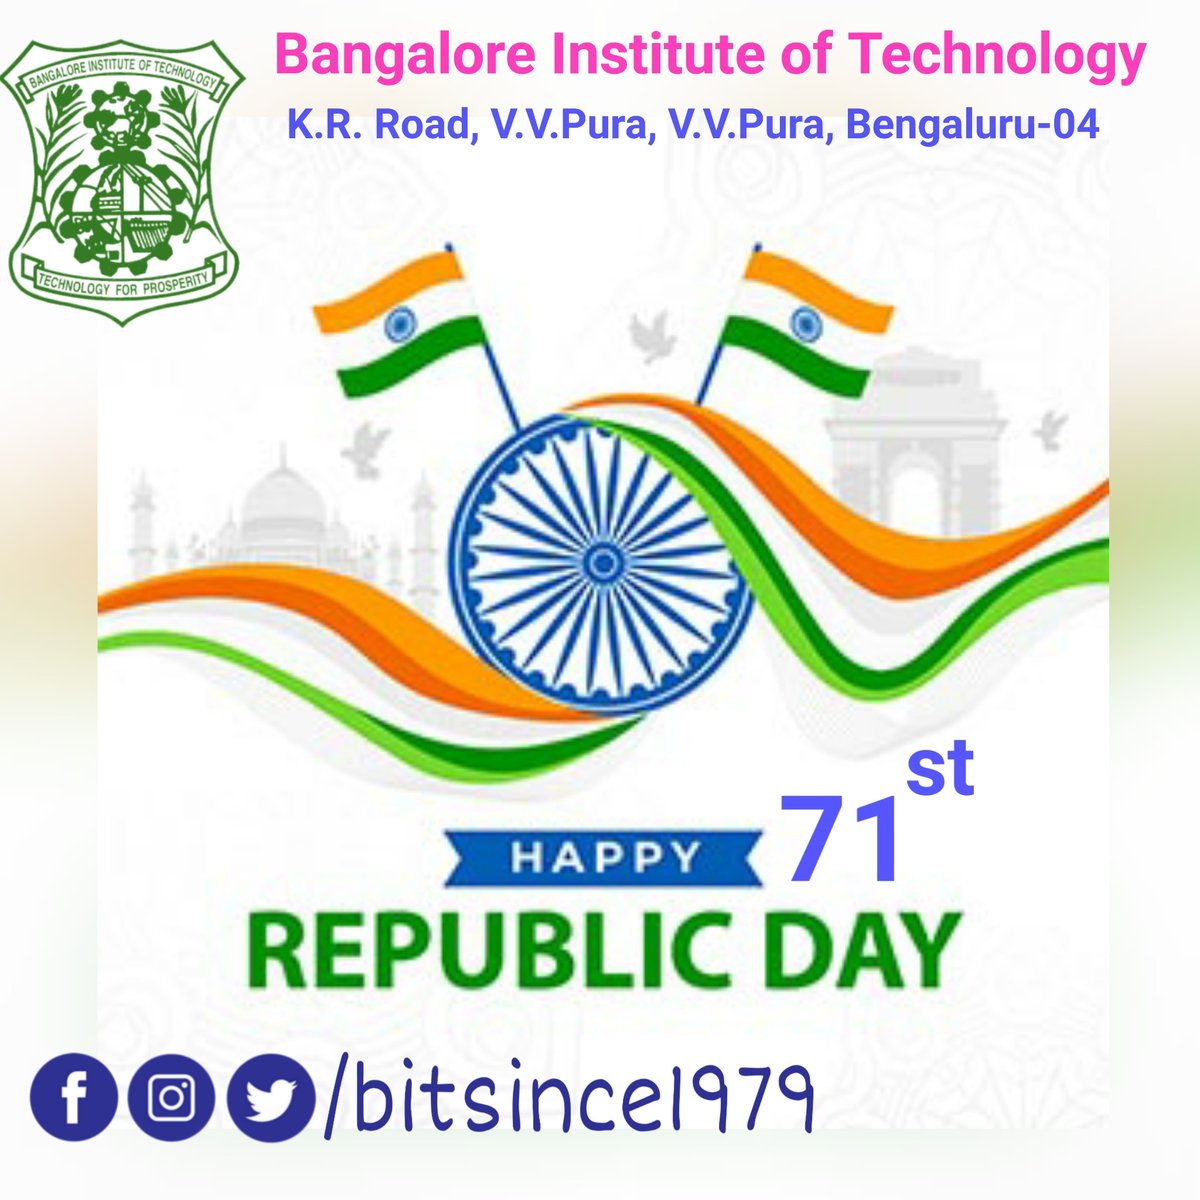 BANGALORE INSTITUTE OF TECHNOLOGY
TECHNOLOGY FOR PROSPERITY
Bangalore Institute of Technology
K.R. Road, V.V.Pura, V.V.Pura, Bengaluru-04
HAPPY 71st
REPUBLIC DAY
/bitsince1979